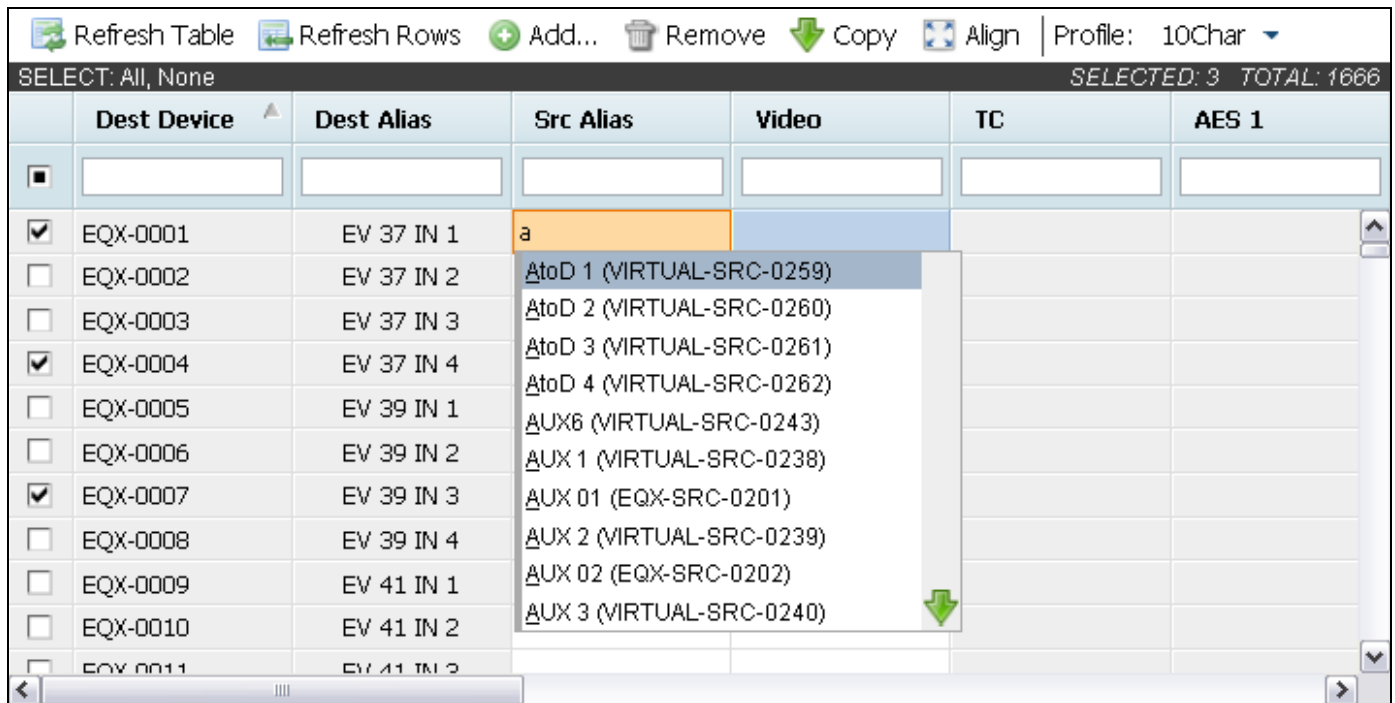 Refresh Table Refresh Rows Add... Remove Copy Align Profile: 10Char
SELECT: All, None SELECTED: 3 TOTAL: 1666
Dest Device Dest Alias Src Alias Video TC AES 1
EQX-0001 EV 37 IN 1 a
EQX-0002 EV 37 IN 2 AtoD 1 (VIRTUAL-SRC-0259)
AtoD 2 (VIRTUAL-SRC-0260)
EQX-0003 EV 37 IN 3 AtoD 3 (VIRTUAL-SRC-0261)
EQX-0004 EV 37 IN 4 AtoD 4 (VIRTUAL-SRC-0262)
EQX-0005 EV 39 IN 1 AUX6 (VIRTUAL-SRC-0243)
EQX-0006 EV 39 IN 2 AUX 1 (VIRTUAL-SRC-0238)
EQX-0007 EV 39 IN 3 AUX 01 (EQX-SRC-0201)
EQX-0008 EV 39 IN 4 AUX 2 (VIRTUAL-SRC-0239)
EQX-0009 EV 41 IN 1 AUX 02 (EQX-SRC-0202)
EQX-0010 EV 41 IN 2 AUX 3 (VIRTUAL-SRC-0240)
EQX-0011 EV 41 IN 3